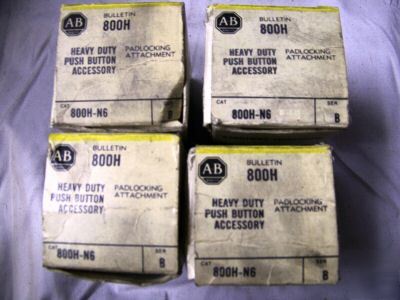 AB
BULLETIN
800H
HEAVY DUTY
PUSH BUTTON
ACCESSORY
PADLOCKING
ATTACHMENT
CAT
800H-N6
SER
B
AB
BULLETIN
800H
HEAVY DUTY
PUSH BUTTON
ACCESSORY
PADLOCKING
ATTACHMENT
CAT
800H-N6
SER
B
AB
BULLETIN
800H
HEAVY DUTY
PUSH BUTTON
ACCESSORY
PADLOCKING
ATTACHMENT
CAT
800H-N6
SER
B
AB
BULLETIN
800H
HEAVY DUTY
PUSH BUTTON
ACCESSORY
PADLOCKING
ATTACHMENT
CAT
800H-N6
SER
B